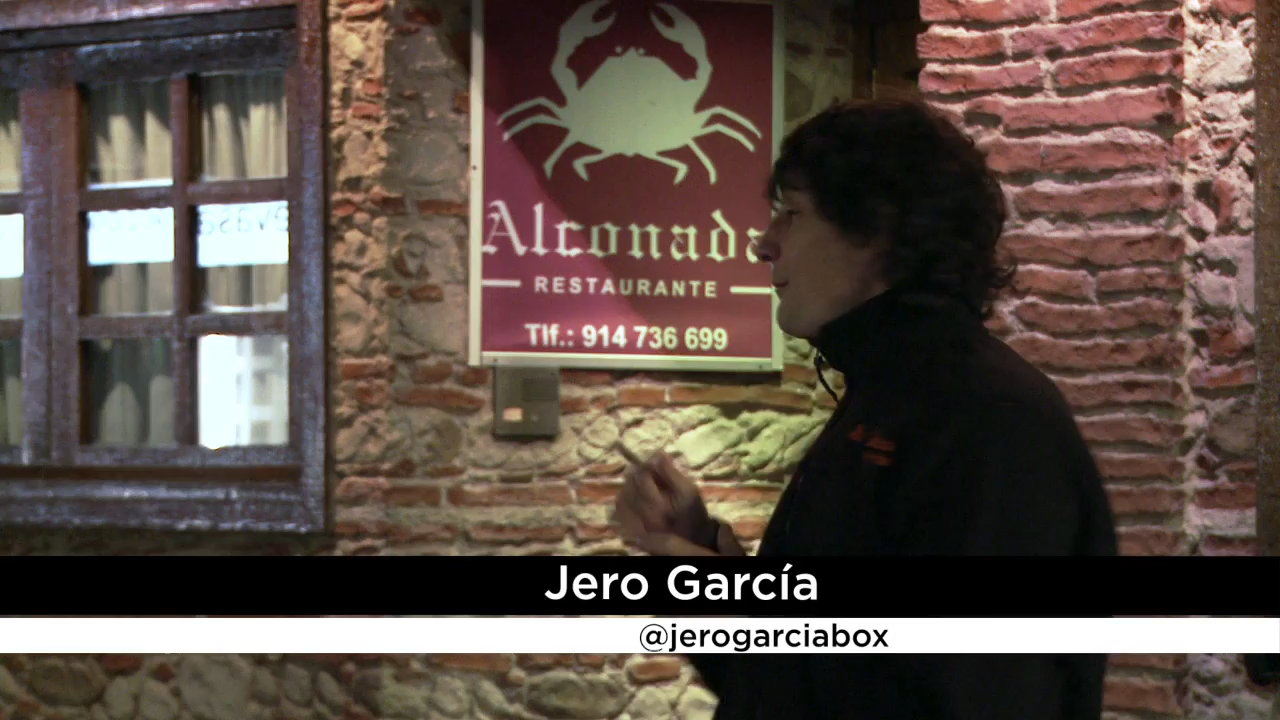 Alconada
RESTAURANTE
Tlf.: 914 736 699
Jero García
@jerogarciabox